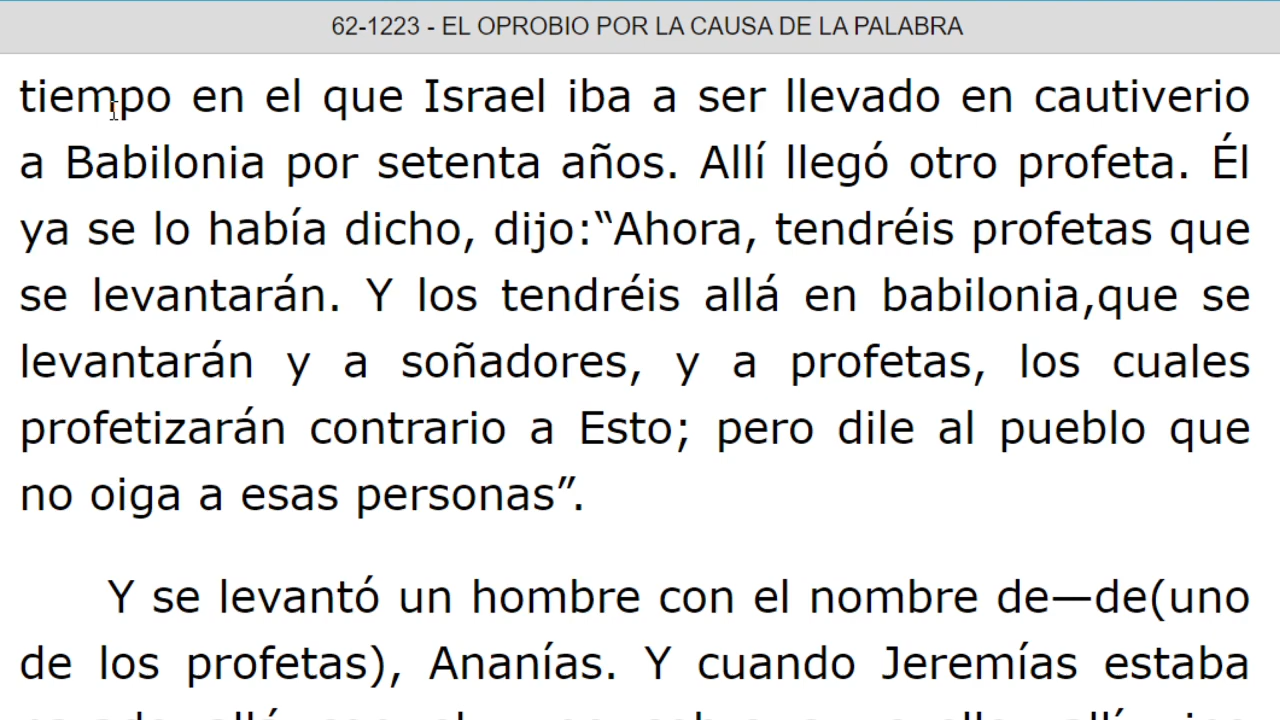 62-1223 - EL OPROBIO POR LA CAUSA DE LA PALABRA
tiempo en el que Israel iba a ser llevado en cautiverio
a Babilonia por setenta años. Allí llegó otro profeta. Él
ya se lo había dicho, dijo:“Ahora, tendréis profetas que
se levantarán. Y los tendréis allá en babilonia,que se
levantarán y a soñadores, y a profetas, los cuales
profetizarán contrario a Esto; pero dile al pueblo que
no oiga a esas personas”.
Y se levantó un hombre con el nombre de—de(uno
de los profetas), Ananías. Y cuando Jeremías estaba